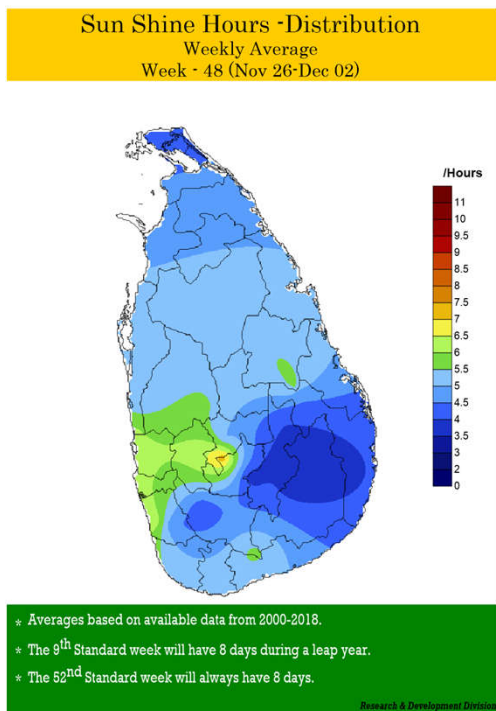 Sun Shine Hours -Distribution
Weekly Average
Week - 48 (Nov 26-Dec 02)
/Hours
11
10
9.5
9
8.5
8
7.5
7
6.5
6
5.5
5
4.5
4
3.5
3
2
0
* Averages based on available data from 2000-2018.
* The 9th Standard week will have 8 days during a leap year.
* The 52nd Standard week will always have 8 days.
Research & Development Division